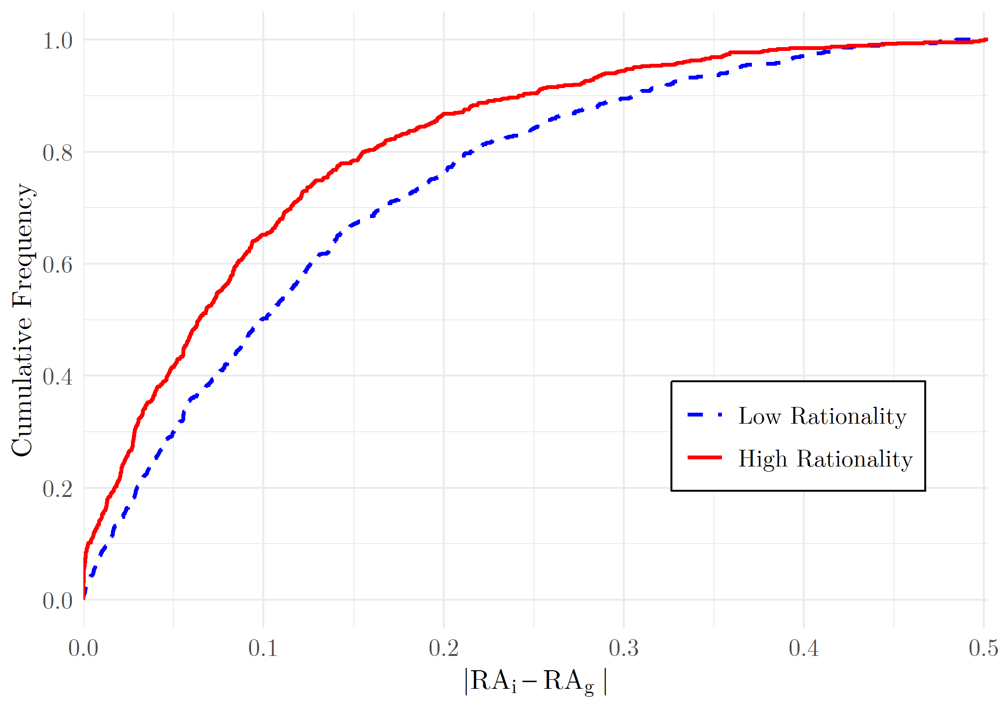 Cumulative Frequency
1.0
0.8
0.6
0.4
0.2
0.0
Low Rationality
High Rationality
0.0 0.1 0.2 0.3 0.4 0.5
|RAᵢ − RA_g |